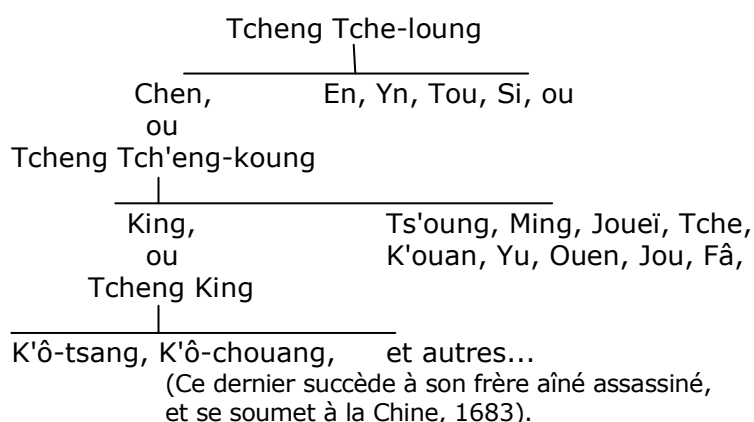 Tcheng Tche-loung
Chen, En, Yn, Tou, Si, ou
ou
Tcheng Tch'eng-koung
King, Ts'oung, Ming, Joueï, Tche,
ou K'ouan, Yu, Ouen, Jou, Fâ,
Tcheng King
K'ô-tsang, K'ô-chouang, et autres...
(Ce dernier succède à son frère aîné assassiné,
et se soumet à la Chine, 1683).